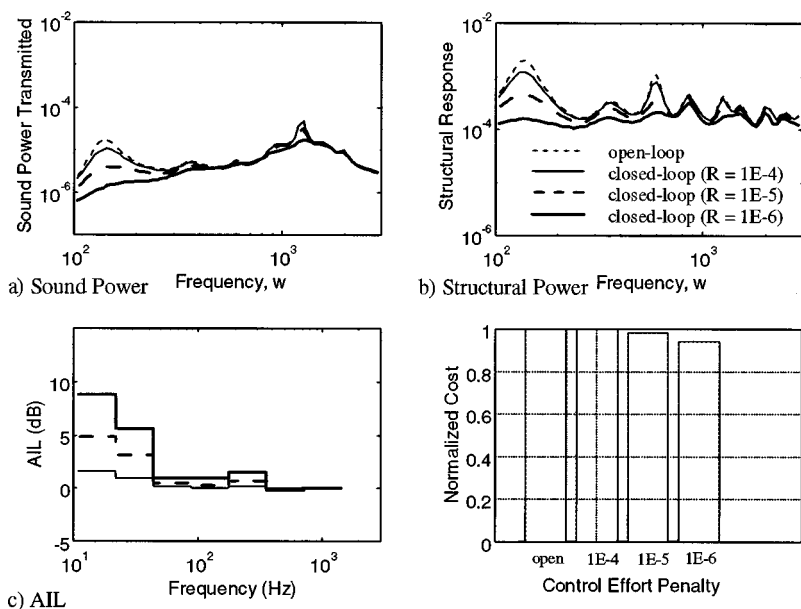 Sound Power Transmitted
10^-4
10^-6
10^2
10^3
Frequency, w
a) Sound Power
Structural Response
10^-2
10^-4
10^-6
10^2
10^3
open-loop
closed-loop (R = 1E-4)
closed-loop (R = 1E-5)
closed-loop (R = 1E-6)
Frequency, w
b) Structural Power
AIL (dB)
10
5
0
-5
10^1
10^2
10^3
Frequency (Hz)
c) AIL
Normalized Cost
1
0.8
0.6
0.4
0.2
0
open
1E-4
1E-5
1E-6
Control Effort Penalty